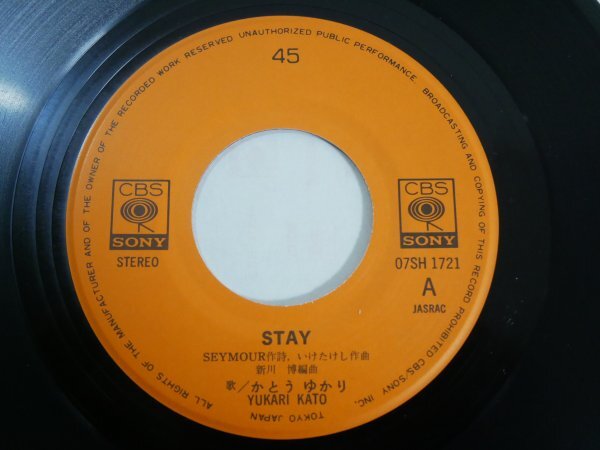 ALL RIGHTS OF THE MANUFACTURER AND OF THE OWNER OF THE RECORDED WORK RESERVED UNAUTHORIZED PUBLIC PERFORMANCE. BROADCASTING AND COPYING OF THIS RECORD PROHIBITED CBS/SONY INC. TOKYO JAPAN
45
CBS
SONY
STEREO
CBS
SONY
07SH 1721
A
JASRAC
STAY
SEYMOUR作詩, いけたけし作曲
新川 博編曲
歌/かとう ゆかり
YUKARI KATO